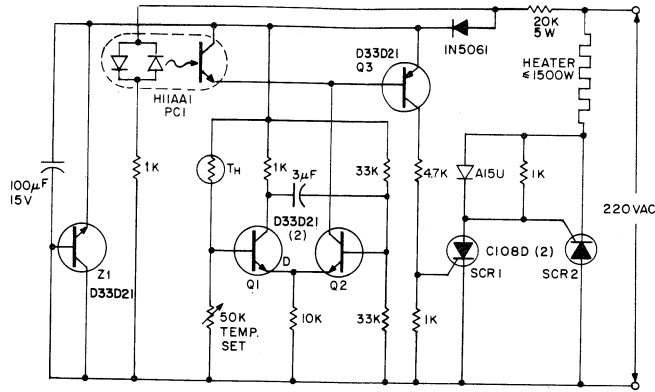 20K
5 W
IN5061
D33D21
Q3
HEATER
≤1500W
H11AA1
PC1
1K
TH
1K
3µF
33K
4.7K
A15U
1K
100µF
15V
D33D21
(2)
220VAC
Z1
D33D21
D
Q1
Q2
C108D (2)
SCR1
SCR2
50K
TEMP.
SET
10K
33K
1K